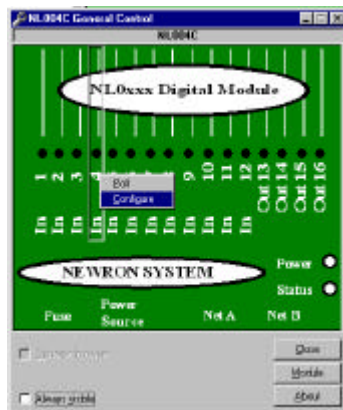 NL004C General Control
NL004C
NL0xxx Digital Module
1 2 3 4 9 10 11 12 Out 13 Out 14 Out 15 Out 16
Poll
Configure
In In In In In In In In In In In In
NEWRON SYSTEM
Power
Status
Fuse
Power
Source
Net A
Net B
Close
Module
Always visible
About